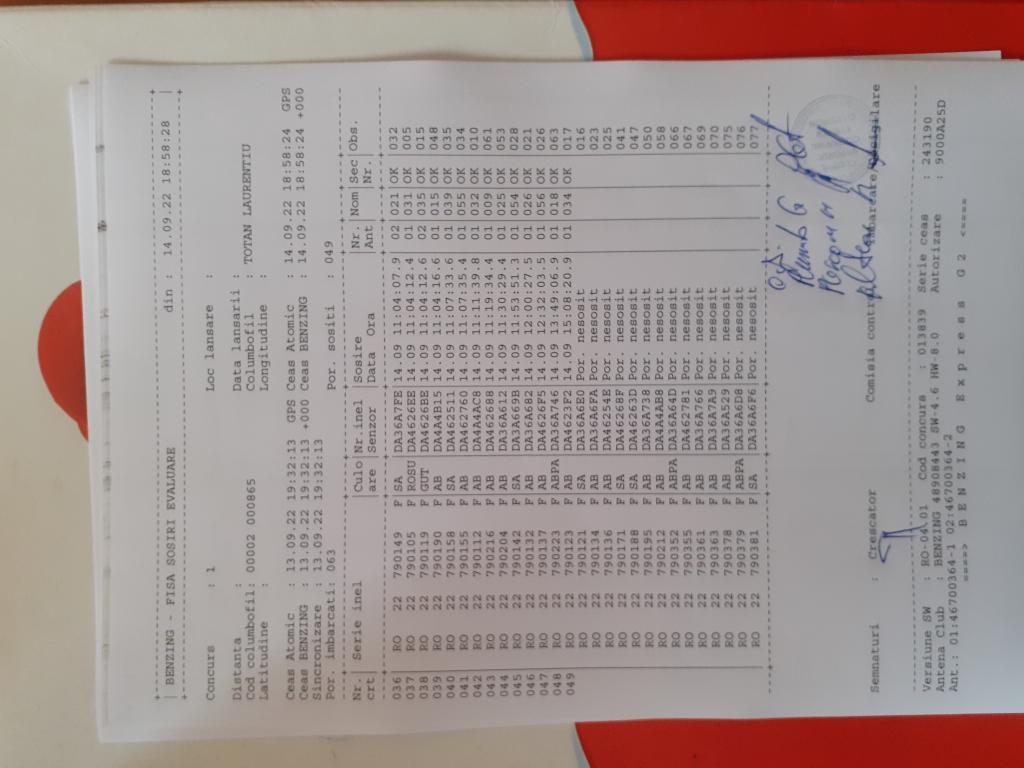 | BENZING - FISA SOSIRI EVALUARE din : 14.09.22 18:58:28 |
Concurs : 1 Loc lansare :
Distanta : Data lansarii :
Cod columbofil: 00002 000865 Columbofil : TOTAN LAURENTIU
Latitudine : Longitudine :
Ceas Atomic : 13.09.22 19:32:13 GPS Ceas Atomic : 14.09.22 18:58:24 GPS
Ceas BENZING : 13.09.22 19:32:13 +000 Ceas BENZING : 14.09.22 18:58:24 +000
Sincronizare : 13.09.22 19:32:13
Por. imbarcati: 063 Por. sositi : 049
Nr.| Serie inel |Culo|Nr.inel |Sosire |Nr.|Nom|Sec|Obs.
crt| |are |Senzor |Data Ora |Ant| |Nr.|
036 RO 22 790149 F SA DA36A7FE 14.09 11:04:07.9 02 021 OK 032
037 RO 22 790105 F ROSU DA4626EE 14.09 11:04:12.4 01 031 OK 005
038 RO 22 790119 F GUT DA4626BE 14.09 11:04:12.6 02 035 OK 015
039 RO 22 790190 F AB DA4A4B15 14.09 11:04:16.6 01 015 OK 048
040 RO 22 790158 F SA DA462511 14.09 11:07:33.6 01 039 OK 035
041 RO 22 790155 F AB DA462760 14.09 11:07:35.4 01 055 OK 034
042 RO 22 790112 F AB DA4A4AC8 14.09 11:11:39.8 01 032 OK 010
043 RO 22 790216 F AB DA462688 14.09 11:19:34.4 01 009 OK 061
044 RO 22 790204 F AB DA36A612 14.09 11:30:29.4 01 025 OK 053
045 RO 22 790142 F SA DA3A669B 14.09 11:53:51.3 01 054 OK 028
046 RO 22 790132 F AB DA36A682 14.09 12:00:27.5 01 027 OK 021
047 RO 22 790137 F AB DA4626F5 14.09 12:32:03.5 01 056 OK 026
048 RO 22 790223 F ABPA DA36A746 14.09 13:49:06.9 01 018 OK 063
049 RO 22 790123 F AB DA4623F2 14.09 15:08:20.9 01 034 OK 017
RO 22 790121 F SA DA36A6E0 Por. nesosit 016
RO 22 790134 F AB DA36A6FA Por. nesosit 023
RO 22 790136 F AB DA46254E Por. nesosit 025
RO 22 790171 F SA DA46268F Por. nesosit 041
RO 22 790188 F SA DA46263D Por. nesosit 047
RO 22 790195 F AB DA36A738 Por. nesosit 050
RO 22 790212 F AB DA4A4AB8 Por. nesosit 058
RO 22 790352 F ABPA DA36A64D Por. nesosit 066
RO 22 790355 F AB DA462781 Por. nesosit 067
RO 22 790361 F AB DA36A766 Por. nesosit 069
RO 22 790363 F AB DA36A7A9 Por. nesosit 070
RO 22 790378 F AB DA36A529 Por. nesosit 075
RO 22 790379 F ABPA DA36A6D8 Por. nesosit 076
RO 22 790381 F SA DA36A6F6 Por. nesosit 077
Semnaturi : Crescator Comisia control imbarcare/desigilare
Versiune SW : RO-04.01 Cod concurs : 013839 Serie ceas : 243190
Antena Club : BENZING 48908443 SW-4.6 HW-8.0 Autorizare : 9000A25D
Ant.: 01:46700364-1 02:46700364-2
====> B E N Z I N G E x p r e s s G 2 <====